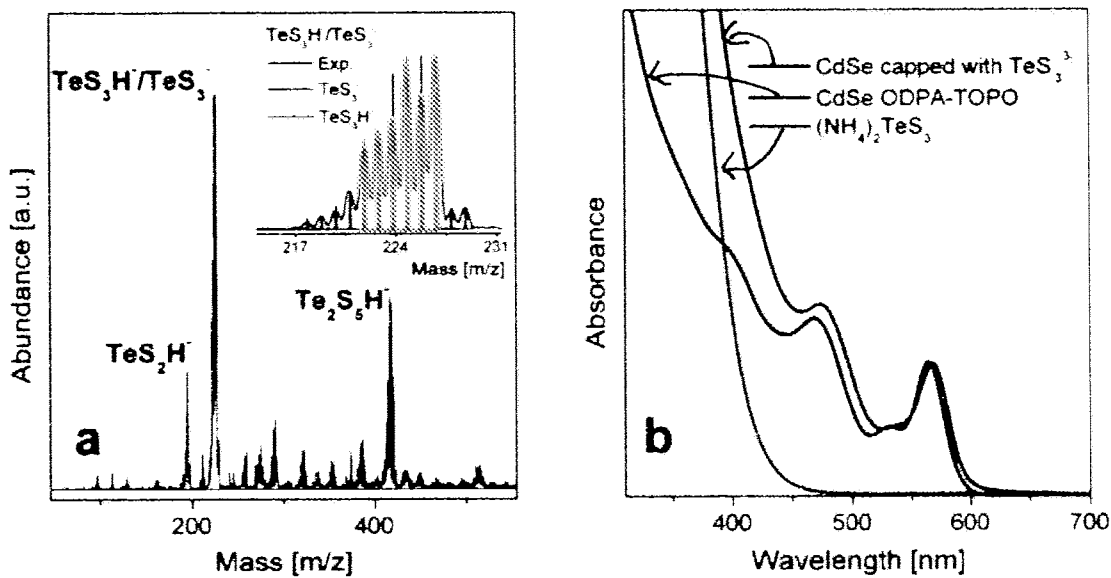 TeS₃H⁻/TeS₃⁻
TeS₂H⁻
Te₂S₅H⁻
TeS₃H⁻/TeS₃⁻
Exp.
TeS₃⁻
TeS₃H⁻
217
224
231
Mass [m/z]
a
Abundance [a.u.]
200
400
Mass [m/z]
b
CdSe capped with TeS₃²⁻
CdSe ODPA-TOPO
(NH₄)₂TeS₃
Absorbance
400
500
600
700
Wavelength [nm]